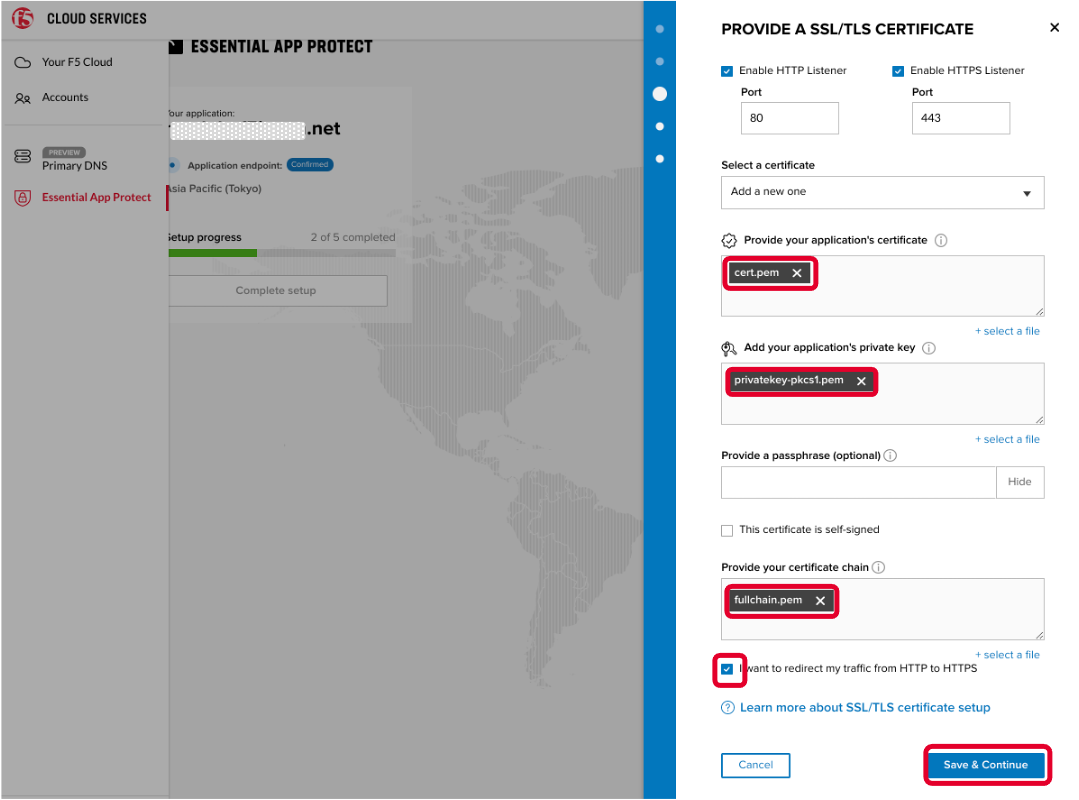 f5
CLOUD SERVICES
Your F5 Cloud
Accounts
PREVIEW
Primary DNS
Essential App Protect
ESSENTIAL APP PROTECT
Your application:
.net
Application endpoint: Confirmed
Asia Pacific (Tokyo)
Setup progress 2 of 5 completed
Complete setup
PROVIDE A SSL/TLS CERTIFICATE
Enable HTTP Listener Enable HTTPS Listener
Port Port
80 443
Select a certificate
Add a new one
Provide your application's certificate
cert.pem
+ select a file
Add your application's private key
privatekey-pkcs1.pem
+ select a file
Provide a passphrase (optional)
Hide
This certificate is self-signed
Provide your certificate chain
fullchain.pem
+ select a file
I want to redirect my traffic from HTTP to HTTPS
Learn more about SSL/TLS certificate setup
Cancel Save & Continue